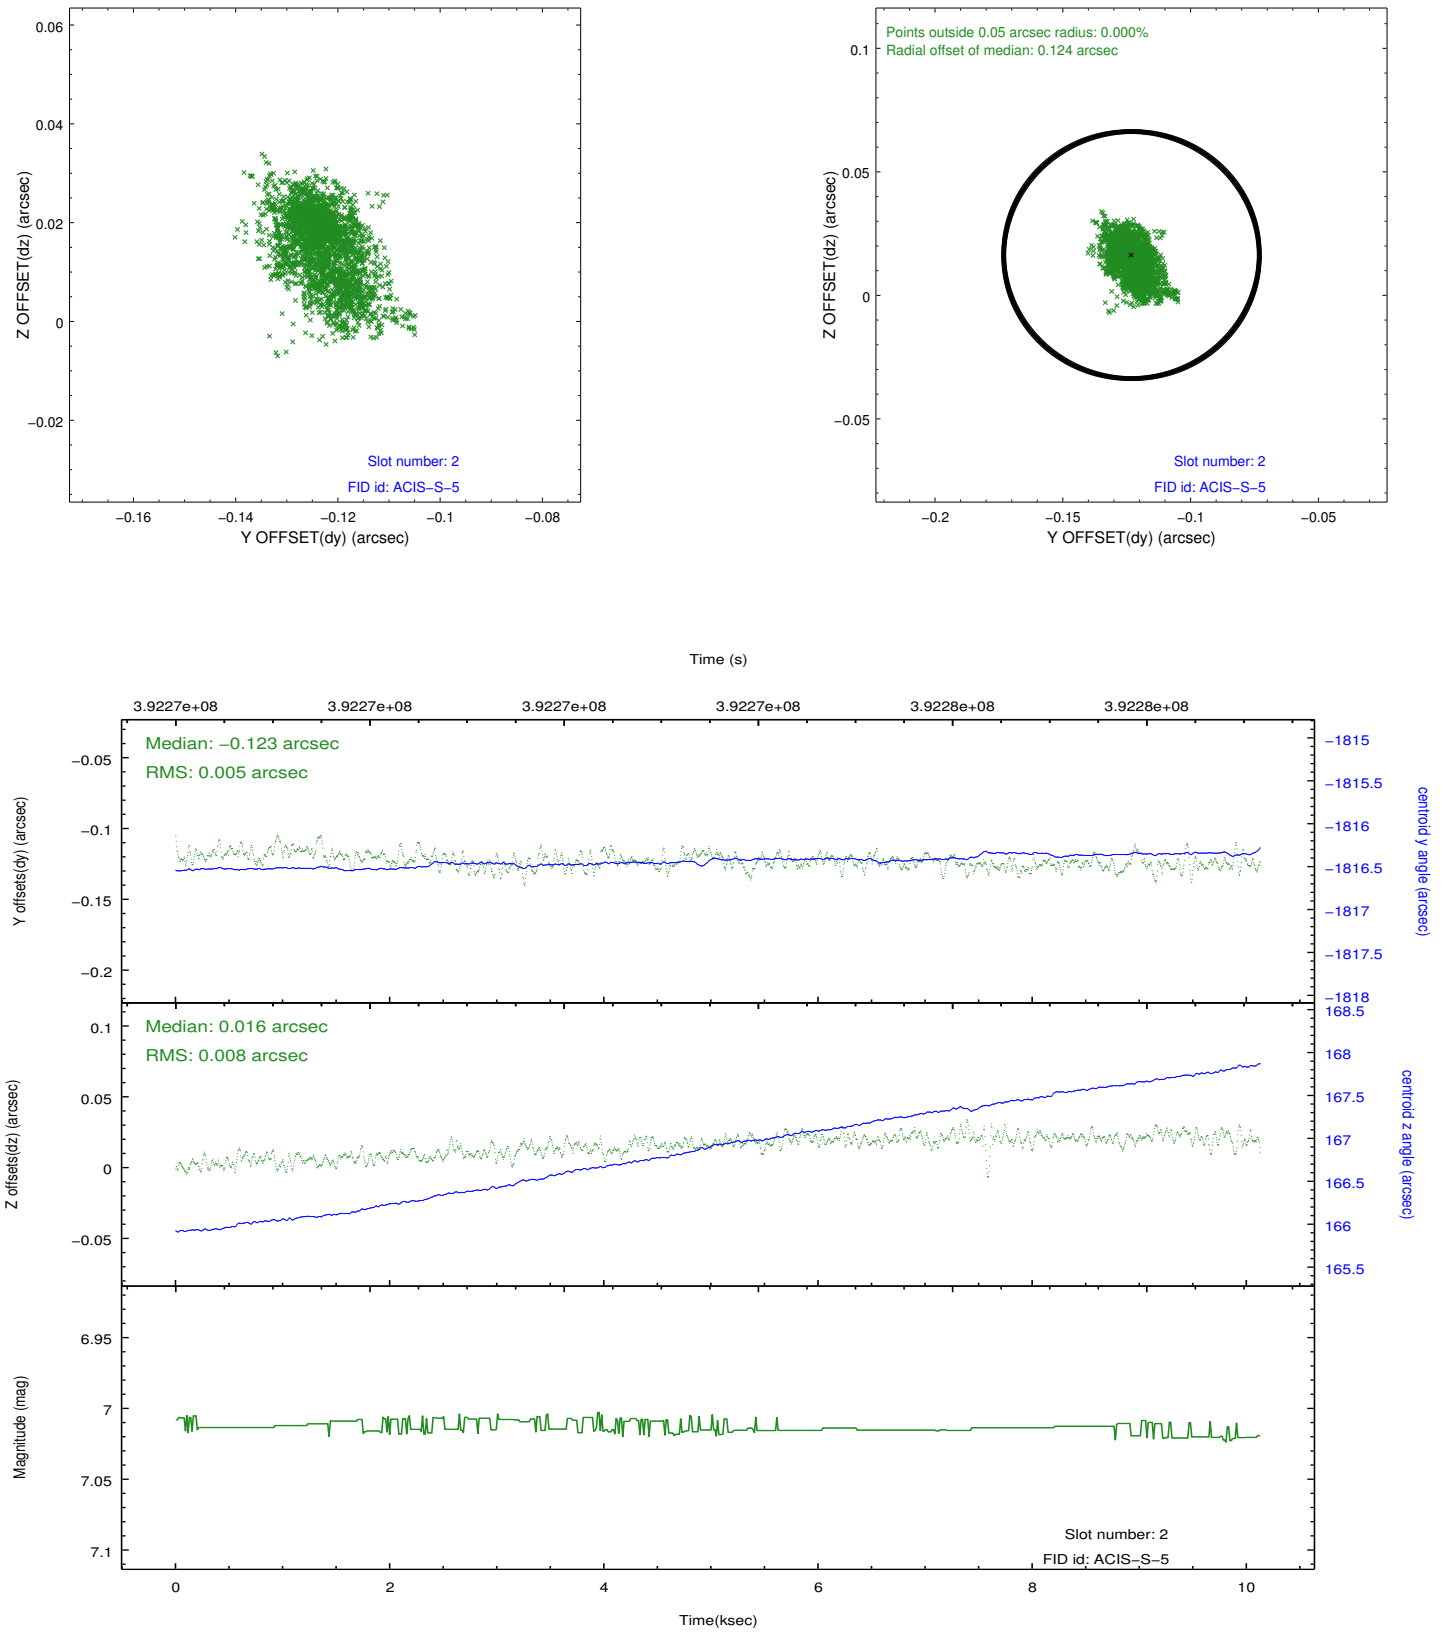 0.06
0.04
0.02
0
−0.02
Z OFFSET(dz) (arcsec)
Slot number: 2
FID id: ACIS−S−5
−0.16 −0.14 −0.12 −0.1 −0.08
Y OFFSET(dy) (arcsec)
Points outside 0.05 arcsec radius: 0.000%
Radial offset of median: 0.124 arcsec
0.1
0.05
0
−0.05
Z OFFSET(dz) (arcsec)
Slot number: 2
FID id: ACIS−S−5
−0.2 −0.15 −0.1 −0.05
Y OFFSET(dy) (arcsec)
Time (s)
3.9227e+08 3.9227e+08 3.9227e+08 3.9227e+08 3.9228e+08 3.9228e+08
Median: −0.123 arcsec
RMS: 0.005 arcsec
−0.05
−0.1
−0.15
−0.2
Y offsets(dy) (arcsec)
−1815
−1815.5
−1816
−1816.5
−1817
−1817.5
−1818
centroid y angle (arcsec)
Median: 0.016 arcsec
RMS: 0.008 arcsec
0.1
0.05
0
−0.05
Z offsets(dz) (arcsec)
168.5
168
167.5
167
166.5
166
165.5
centroid z angle (arcsec)
6.95
7
7.05
7.1
Magnitude (mag)
Slot number: 2
FID id: ACIS−S−5
0 2 4 6 8 10
Time(ksec)